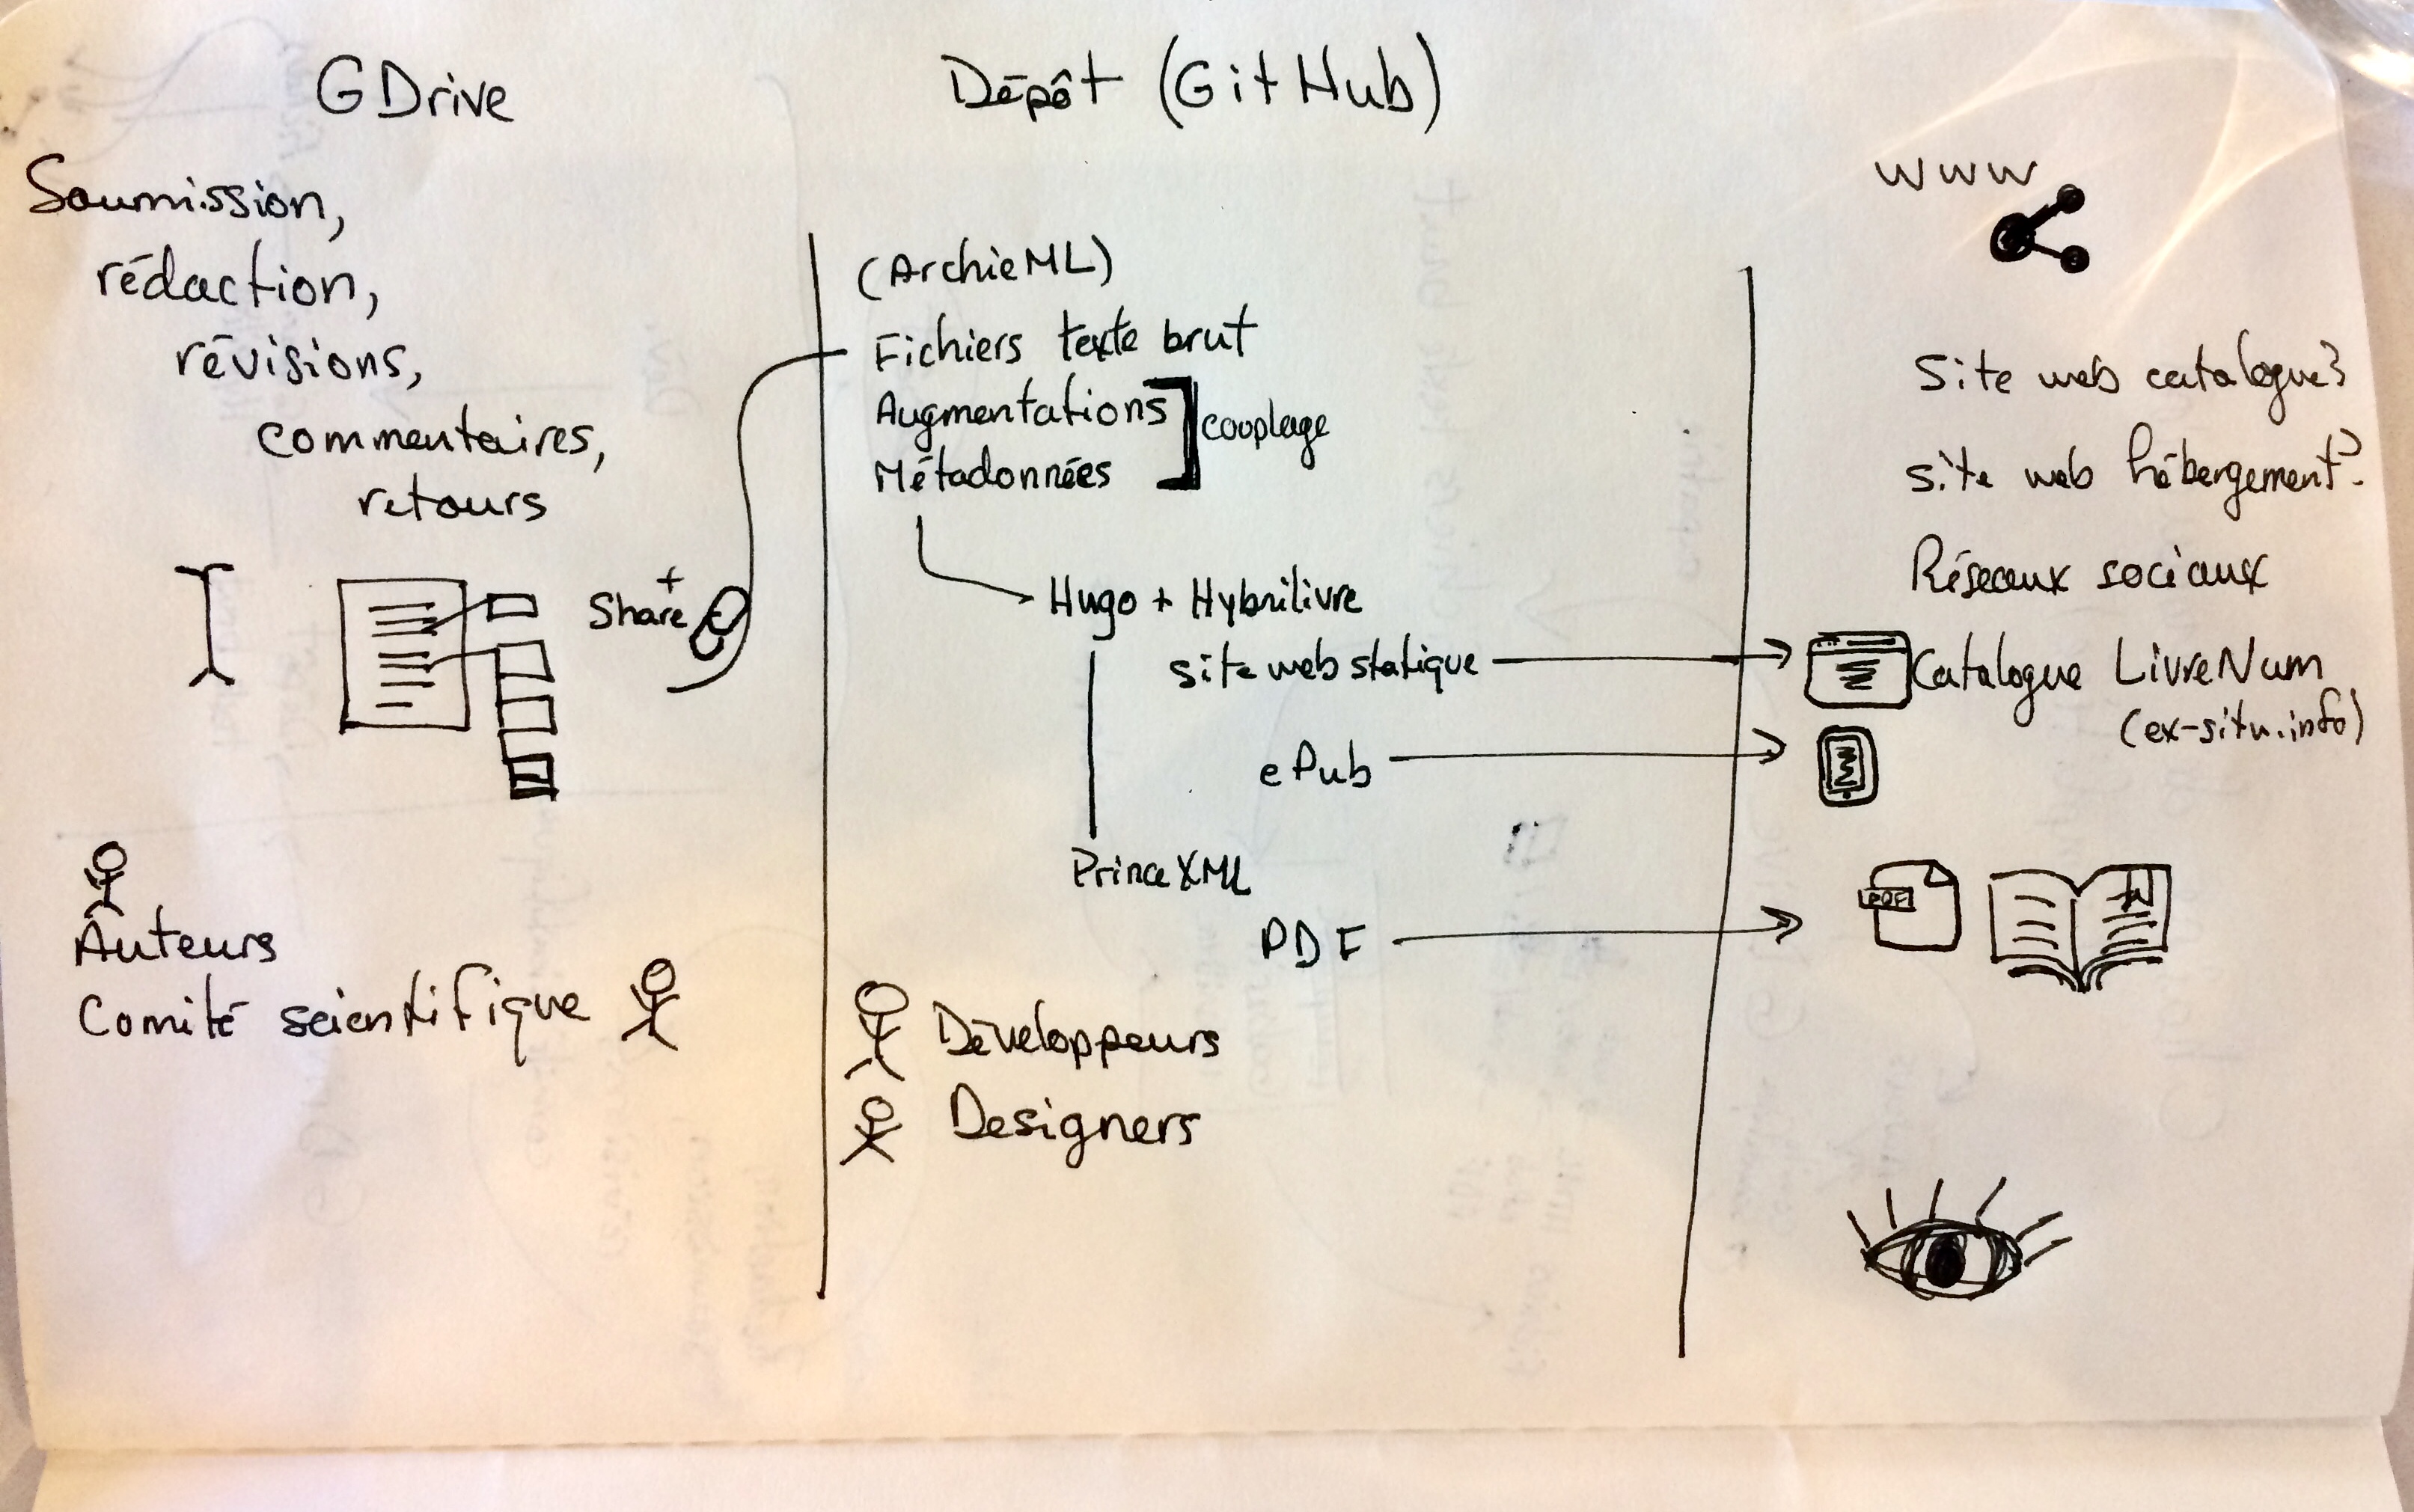 GDrive
Soumission,
rédaction,
révisions,
commentaires,
retours
Share
+
Auteurs
Comité scientifique
Dépôt (GitHub)
(ArchieML)
Fichiers texte brut
Augmentations
Métadonnées
couplage
Hugo + Hybrilivre
site web statique
ePub
PrinceXML
PDF
Développeurs
Designers
www
Site web catalogue?
site web hébergement?
Réseaux sociaux
Catalogue LivreNum
(ex-situ.info)
PDF